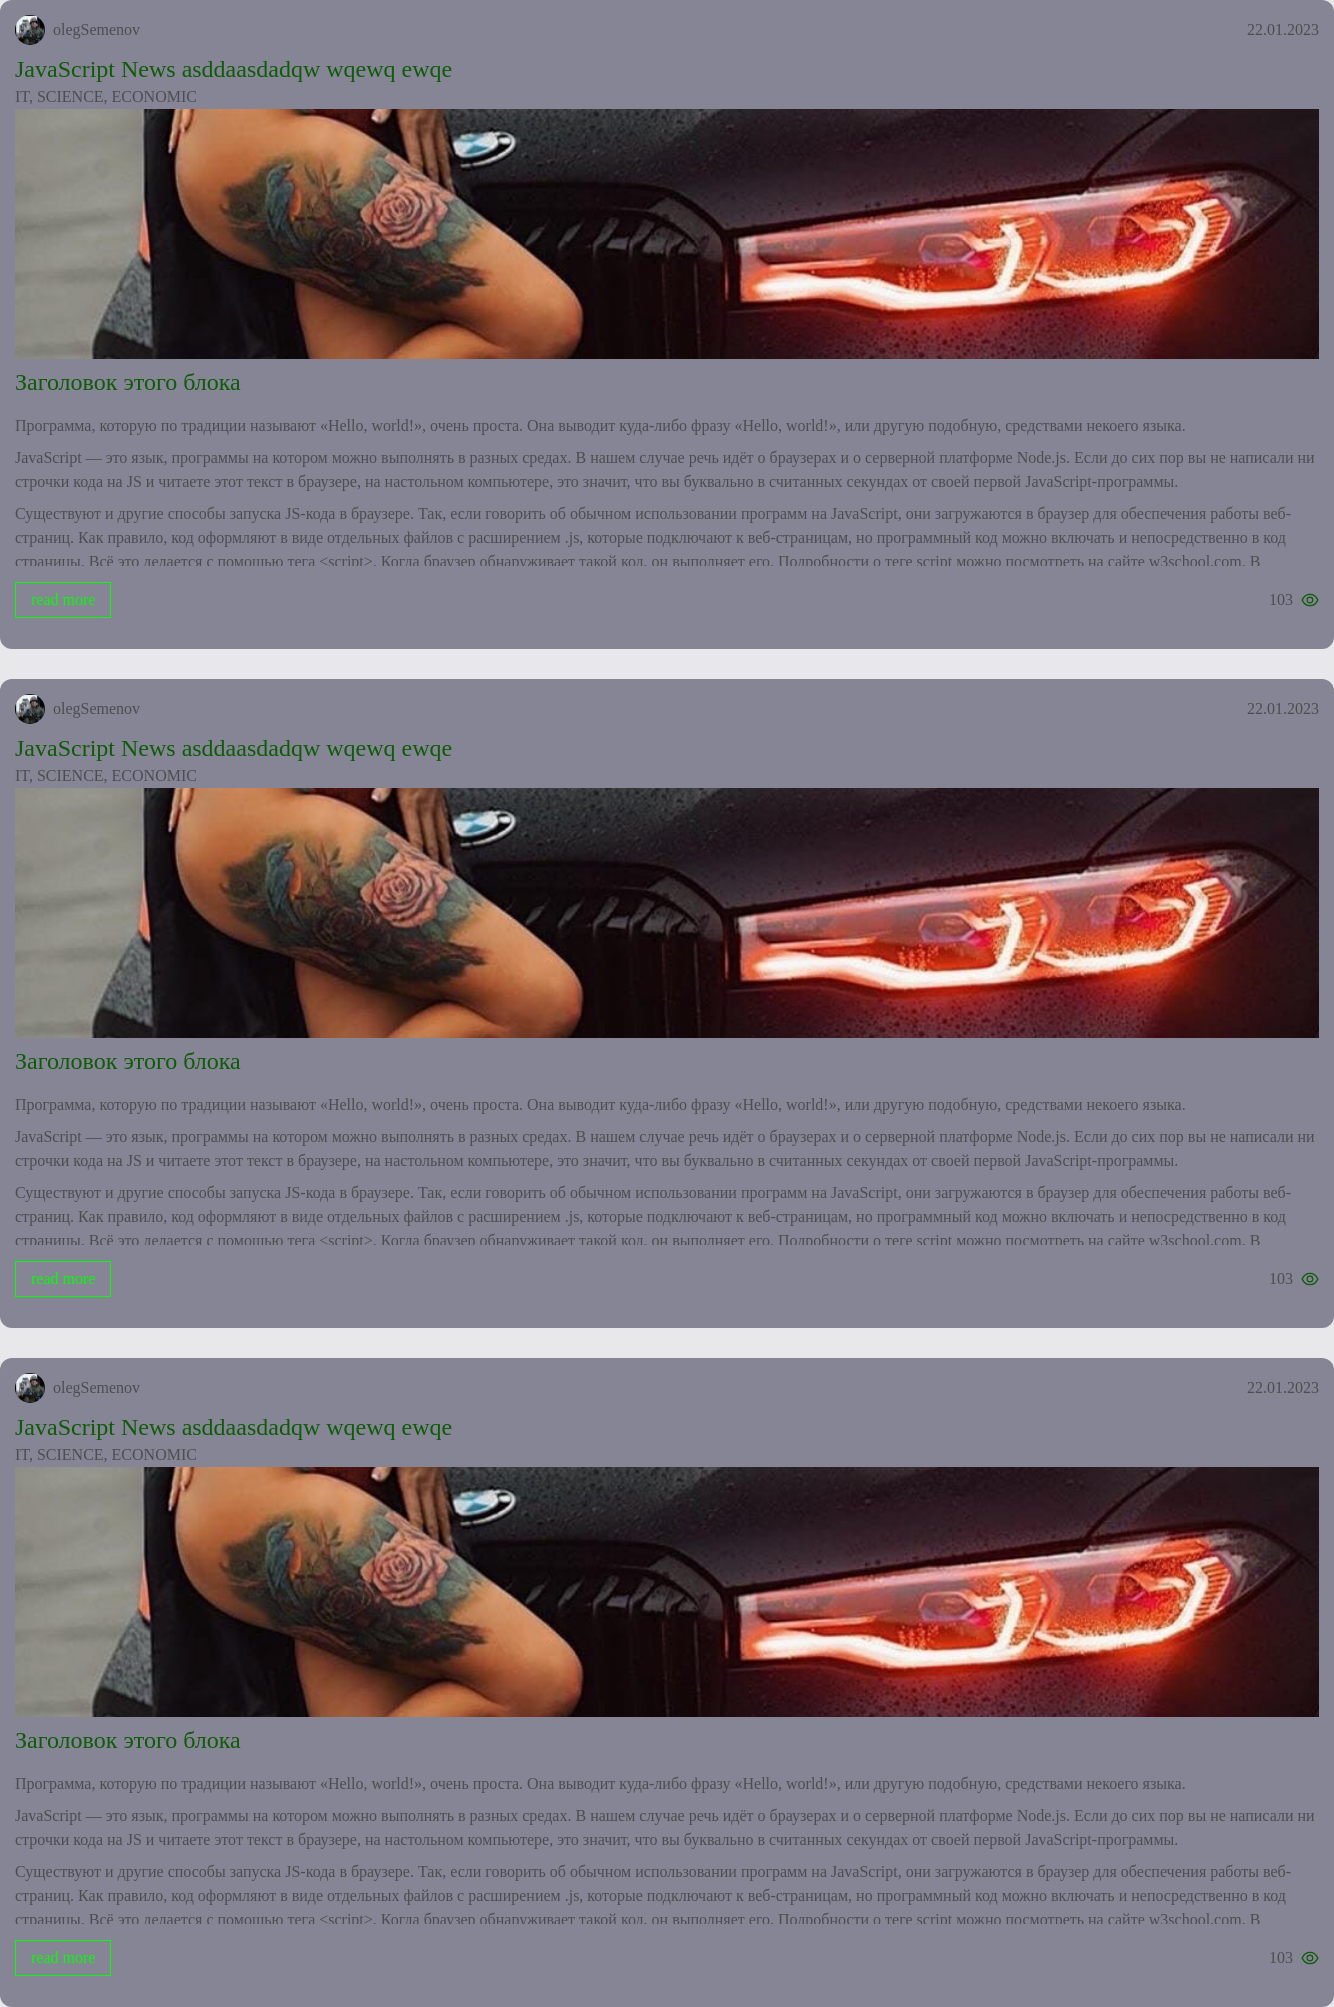 olegSemenov
22.01.2023
JavaScript News asddaasdadqw wqewq ewqe
IT, SCIENCE, ECONOMIC
Заголовок этого блока
Программа, которую по традиции называют «Hello, world!», очень проста. Она выводит куда-либо фразу «Hello, world!», или другую подобную, средствами некоего языка.
JavaScript — это язык, программы на котором можно выполнять в разных средах. В нашем случае речь идёт о браузерах и о серверной платформе Node.js. Если до сих пор вы не написали ни
строчки кода на JS и читаете этот текст в браузере, на настольном компьютере, это значит, что вы буквально в считанных секундах от своей первой JavaScript-программы.
Существуют и другие способы запуска JS-кода в браузере. Так, если говорить об обычном использовании программ на JavaScript, они загружаются в браузер для обеспечения работы веб-
страниц. Как правило, код оформляют в виде отдельных файлов с расширением .js, которые подключают к веб-страницам, но программный код можно включать и непосредственно в код
страницы. Всё это делается с помощью тега <script>. Когда браузер обнаруживает такой код, он выполняет его. Подробности о теге script можно посмотреть на сайте w3school.com. В
read more
103
olegSemenov
22.01.2023
JavaScript News asddaasdadqw wqewq ewqe
IT, SCIENCE, ECONOMIC
Заголовок этого блока
Программа, которую по традиции называют «Hello, world!», очень проста. Она выводит куда-либо фразу «Hello, world!», или другую подобную, средствами некоего языка.
JavaScript — это язык, программы на котором можно выполнять в разных средах. В нашем случае речь идёт о браузерах и о серверной платформе Node.js. Если до сих пор вы не написали ни
строчки кода на JS и читаете этот текст в браузере, на настольном компьютере, это значит, что вы буквально в считанных секундах от своей первой JavaScript-программы.
Существуют и другие способы запуска JS-кода в браузере. Так, если говорить об обычном использовании программ на JavaScript, они загружаются в браузер для обеспечения работы веб-
страниц. Как правило, код оформляют в виде отдельных файлов с расширением .js, которые подключают к веб-страницам, но программный код можно включать и непосредственно в код
страницы. Всё это делается с помощью тега <script>. Когда браузер обнаруживает такой код, он выполняет его. Подробности о теге script можно посмотреть на сайте w3school.com. В
read more
103
olegSemenov
22.01.2023
JavaScript News asddaasdadqw wqewq ewqe
IT, SCIENCE, ECONOMIC
Заголовок этого блока
Программа, которую по традиции называют «Hello, world!», очень проста. Она выводит куда-либо фразу «Hello, world!», или другую подобную, средствами некоего языка.
JavaScript — это язык, программы на котором можно выполнять в разных средах. В нашем случае речь идёт о браузерах и о серверной платформе Node.js. Если до сих пор вы не написали ни
строчки кода на JS и читаете этот текст в браузере, на настольном компьютере, это значит, что вы буквально в считанных секундах от своей первой JavaScript-программы.
Существуют и другие способы запуска JS-кода в браузере. Так, если говорить об обычном использовании программ на JavaScript, они загружаются в браузер для обеспечения работы веб-
страниц. Как правило, код оформляют в виде отдельных файлов с расширением .js, которые подключают к веб-страницам, но программный код можно включать и непосредственно в код
страницы. Всё это делается с помощью тега <script>. Когда браузер обнаруживает такой код, он выполняет его. Подробности о теге script можно посмотреть на сайте w3school.com. В
read more
103